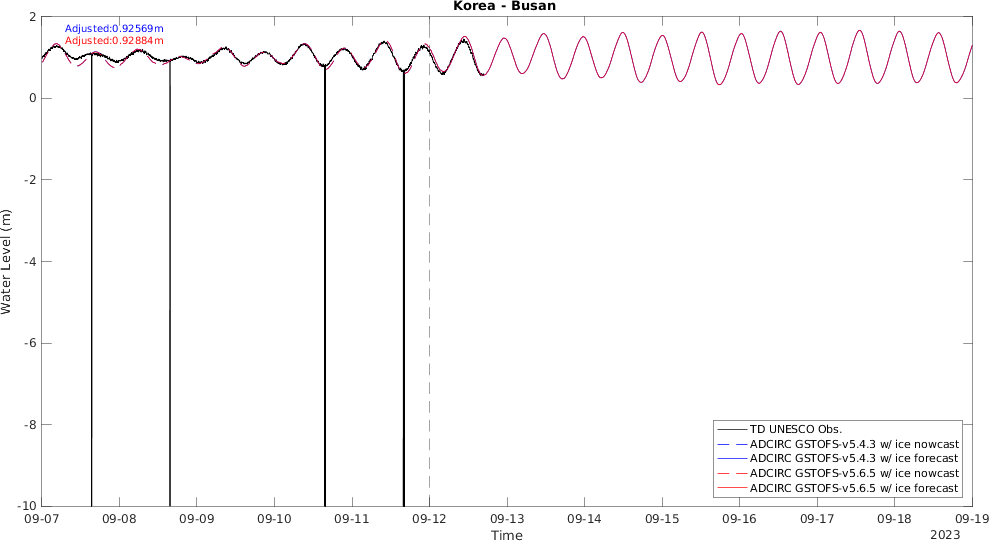 Korea - Busan
Adjusted:0.92569m
Adjusted:0.92884m
Water Level (m)
2
0
-2
-4
-6
-8
-10
TD UNESCO Obs.
ADCIRC GSTOFS-v5.4.3 w/ ice nowcast
ADCIRC GSTOFS-v5.4.3 w/ ice forecast
ADCIRC GSTOFS-v5.6.5 w/ ice nowcast
ADCIRC GSTOFS-v5.6.5 w/ ice forecast
09-07 09-08 09-09 09-10 09-11 09-12 09-13 09-14 09-15 09-16 09-17 09-18 09-19
Time
2023